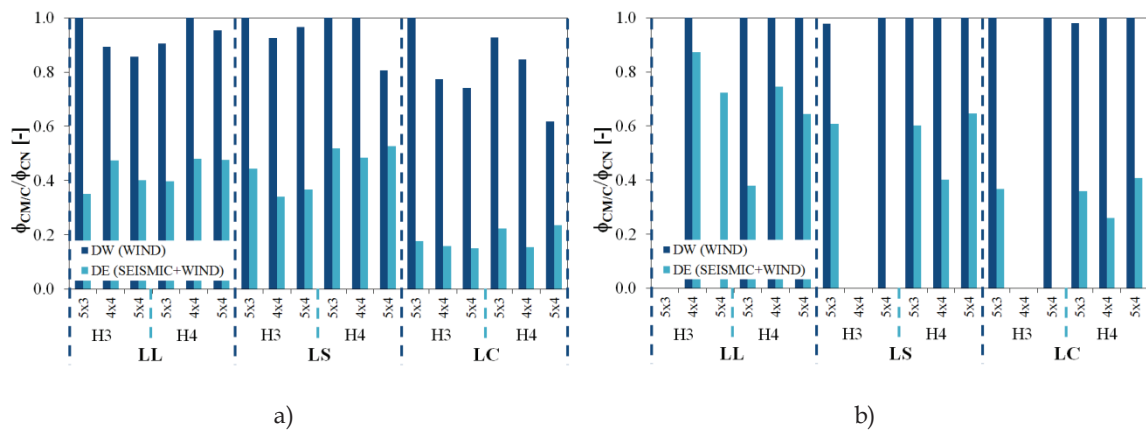 1.0
0.8
0.6
0.4
0.2
0.0
ϕCM/C/ϕCN [-]
DW (WIND)
DE (SEISMIC+WIND)
5x3 4x4 5x4 5x3 4x4 5x4 5x3 4x4 5x4 5x3 4x4 5x4 5x3 4x4 5x4 5x3 4x4 5x4
H3 H4 H3 H4 H3 H4
LL LS LC
a)
1.0
0.8
0.6
0.4
0.2
0.0
ϕCM/C/ϕCN [-]
DW (WIND)
DE (SEISMIC+WIND)
5x3 4x4 5x4 5x3 4x4 5x4 5x3 4x4 5x4 5x3 4x4 5x4 5x3 4x4 5x4 5x3 4x4 5x4
H3 H4 H3 H4 H3 H4
LL LS LC
b)